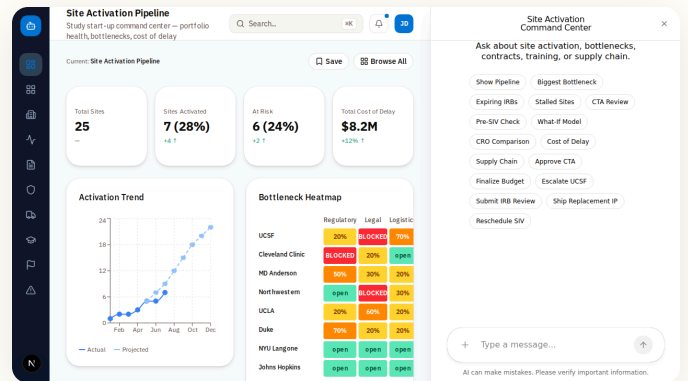 Site Activation Pipeline
Study start-up command center — portfolio
health, bottlenecks, cost of delay
Search...
⌘K
JD
Current: Site Activation Pipeline
Save
Browse All
Total Sites
25
—
Sites Activated
7 (28%)
+4 ↑
At Risk
6 (24%)
+2 ↑
Total Cost of Delay
$8.2M
+12% ↑
Activation Trend
24
18
12
6
0
Feb Apr Jun Aug Oct Dec
Actual Projected
Bottleneck Heatmap
Regulatory Legal Logistic
UCSF 20% BLOCKED 70%
Cleveland Clinic BLOCKED 20% open
MD Anderson 50% 30% 20%
Northwestern open BLOCKED 30%
UCLA 20% 60% 20%
Duke 70% 20% 20%
NYU Langone open open open
Johns Hopkins open open open
N
Site Activation
Command Center
Ask about site activation, bottlenecks,
contracts, training, or supply chain.
Show Pipeline Biggest Bottleneck
Expiring IRBs Stalled Sites CTA Review
Pre-SIV Check What-If Model
CRO Comparison Cost of Delay
Supply Chain Approve CTA
Finalize Budget Escalate UCSF
Submit IRB Review Ship Replacement IP
Reschedule SIV
Type a message...
AI can make mistakes. Please verify important information.